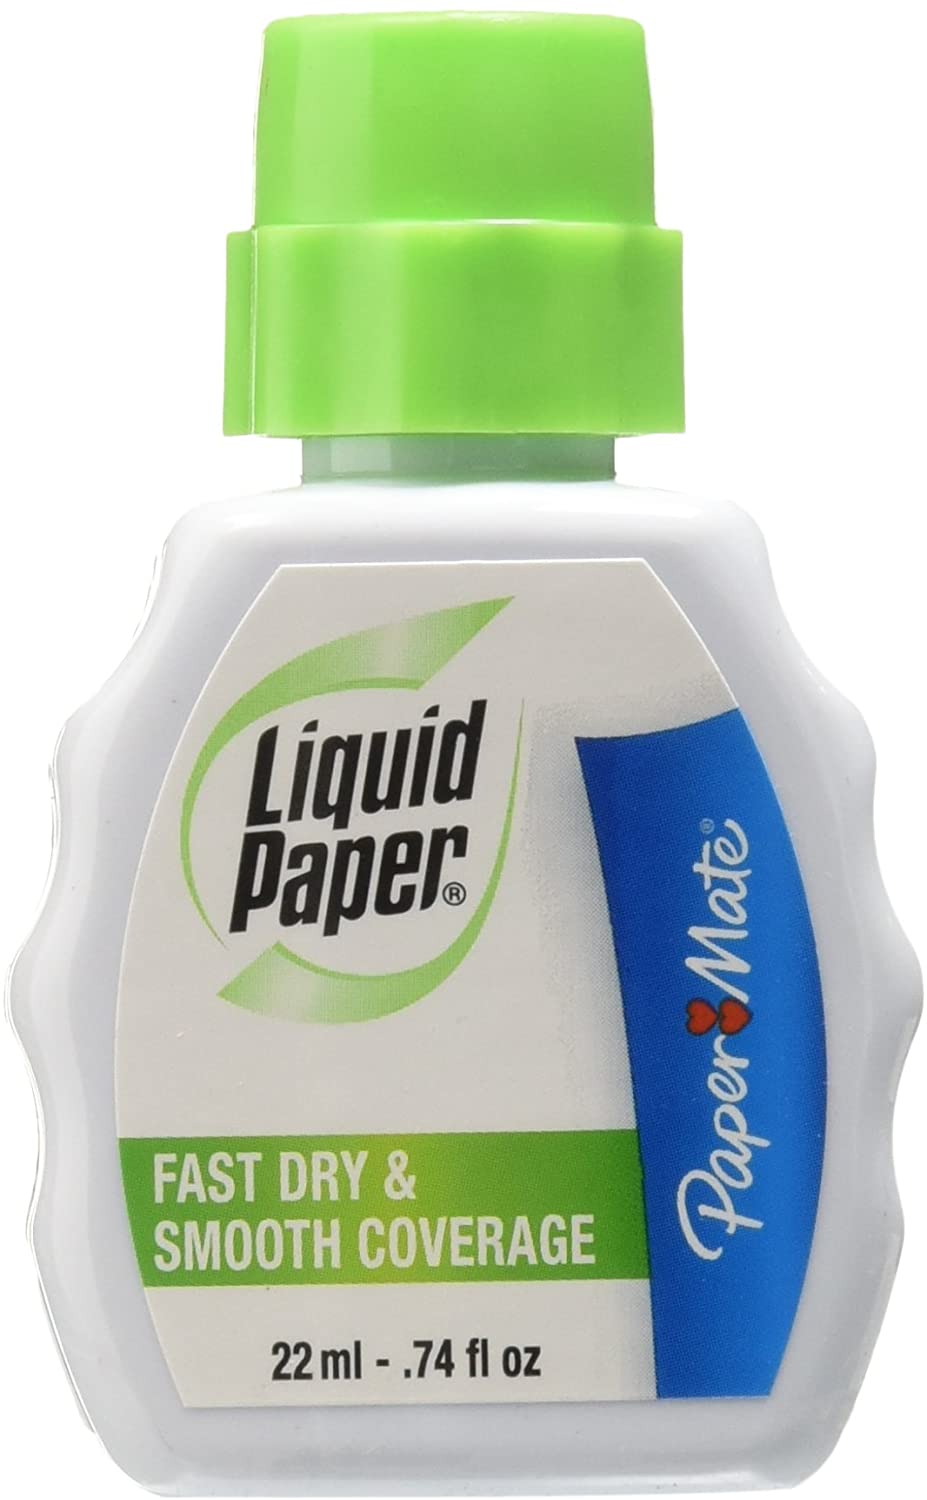 Liquid
Paper®
FAST DRY &
SMOOTH COVERAGE
22 ml - .74 fl oz
Paper Mate®